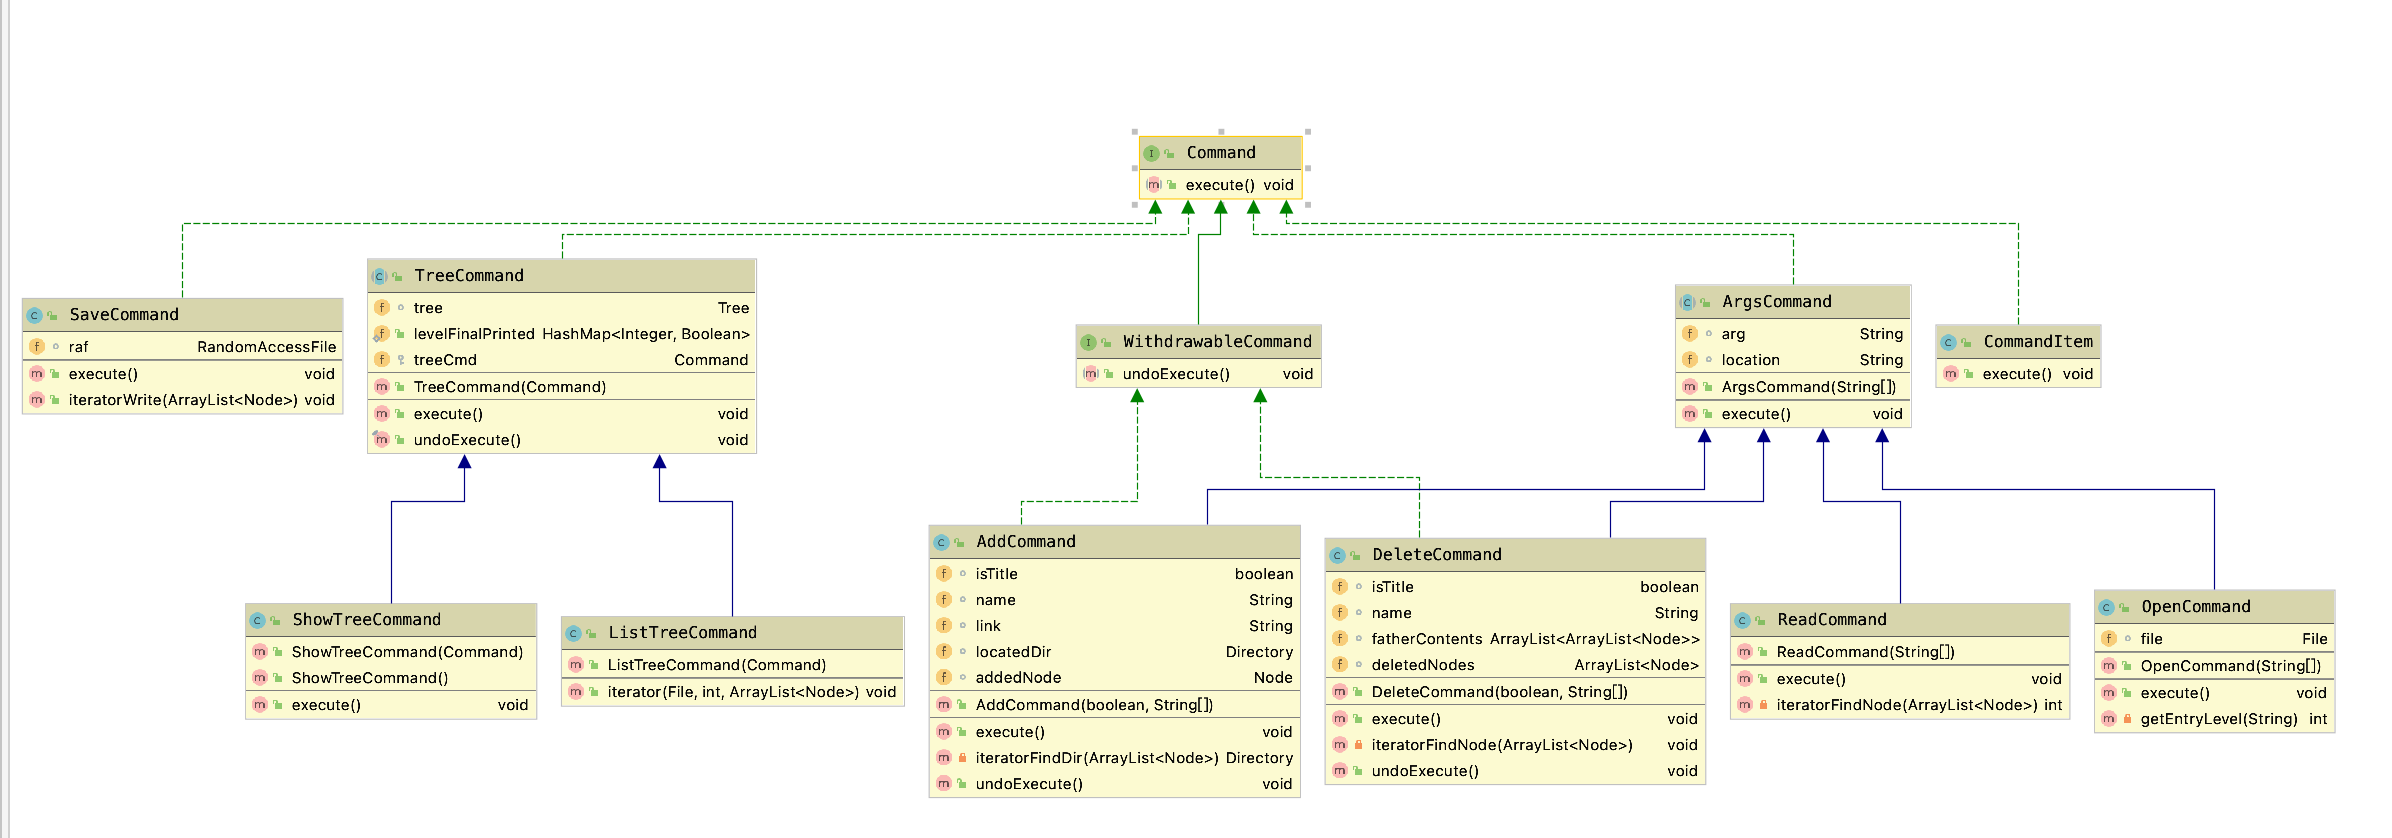 Command
execute() void
SaveCommand
raf RandomAccessFile
execute() void
iteratorWrite(ArrayList<Node>) void
TreeCommand
tree Tree
levelFinalPrinted HashMap<Integer, Boolean>
treeCmd Command
TreeCommand(Command)
execute() void
undoExecute() void
WithdrawableCommand
undoExecute() void
ArgsCommand
arg String
location String
ArgsCommand(String[])
execute() void
CommandItem
execute() void
ShowTreeCommand
ShowTreeCommand(Command)
ShowTreeCommand()
execute() void
ListTreeCommand
ListTreeCommand(Command)
iterator(File, int, ArrayList<Node>) void
AddCommand
isTitle boolean
name String
link String
locatedDir Directory
addedNode Node
AddCommand(boolean, String[])
execute() void
iteratorFindDir(ArrayList<Node>) Directory
undoExecute() void
DeleteCommand
isTitle boolean
name String
fatherContents ArrayList<ArrayList<Node>>
deletedNodes ArrayList<Node>
DeleteCommand(boolean, String[])
execute() void
iteratorFindNode(ArrayList<Node>) void
undoExecute() void
ReadCommand
ReadCommand(String[])
execute() void
iteratorFindNode(ArrayList<Node>) int
OpenCommand
file File
OpenCommand(String[])
execute() void
getEntryLevel(String) int